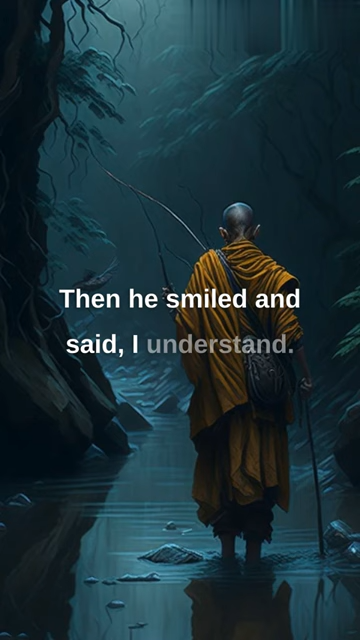 Then he smiled and
said, I understand.